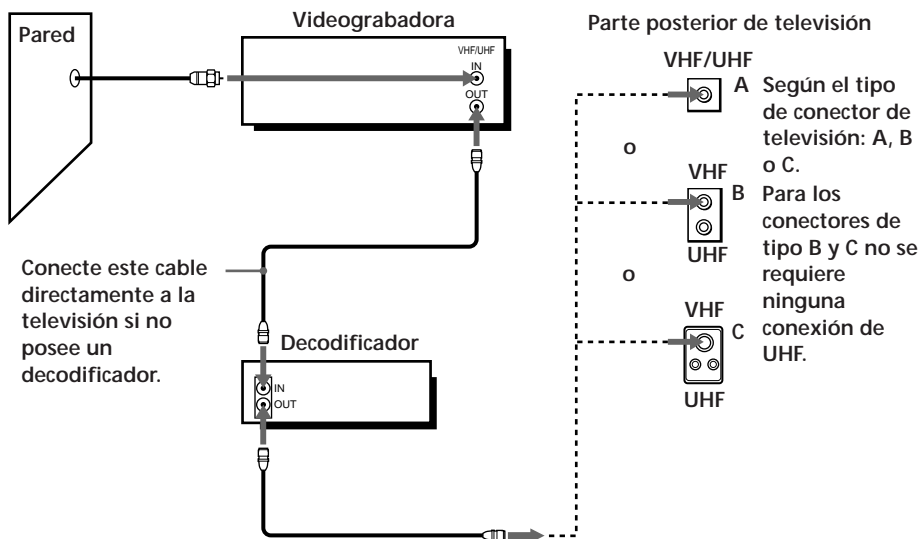 Pared
Videograbadora
VHF/UHF
IN
OUT
Parte posterior de televisión
VHF/UHF
A
o
VHF
B
UHF
o
VHF
C
UHF
Según el tipo
de conector de
televisión: A, B
o C.
Para los
conectores de
tipo B y C no se
requiere
ninguna
conexión de
UHF.
Conecte este cable
directamente a la
televisión si no
posee un
decodificador.
Decodificador
IN
OUT